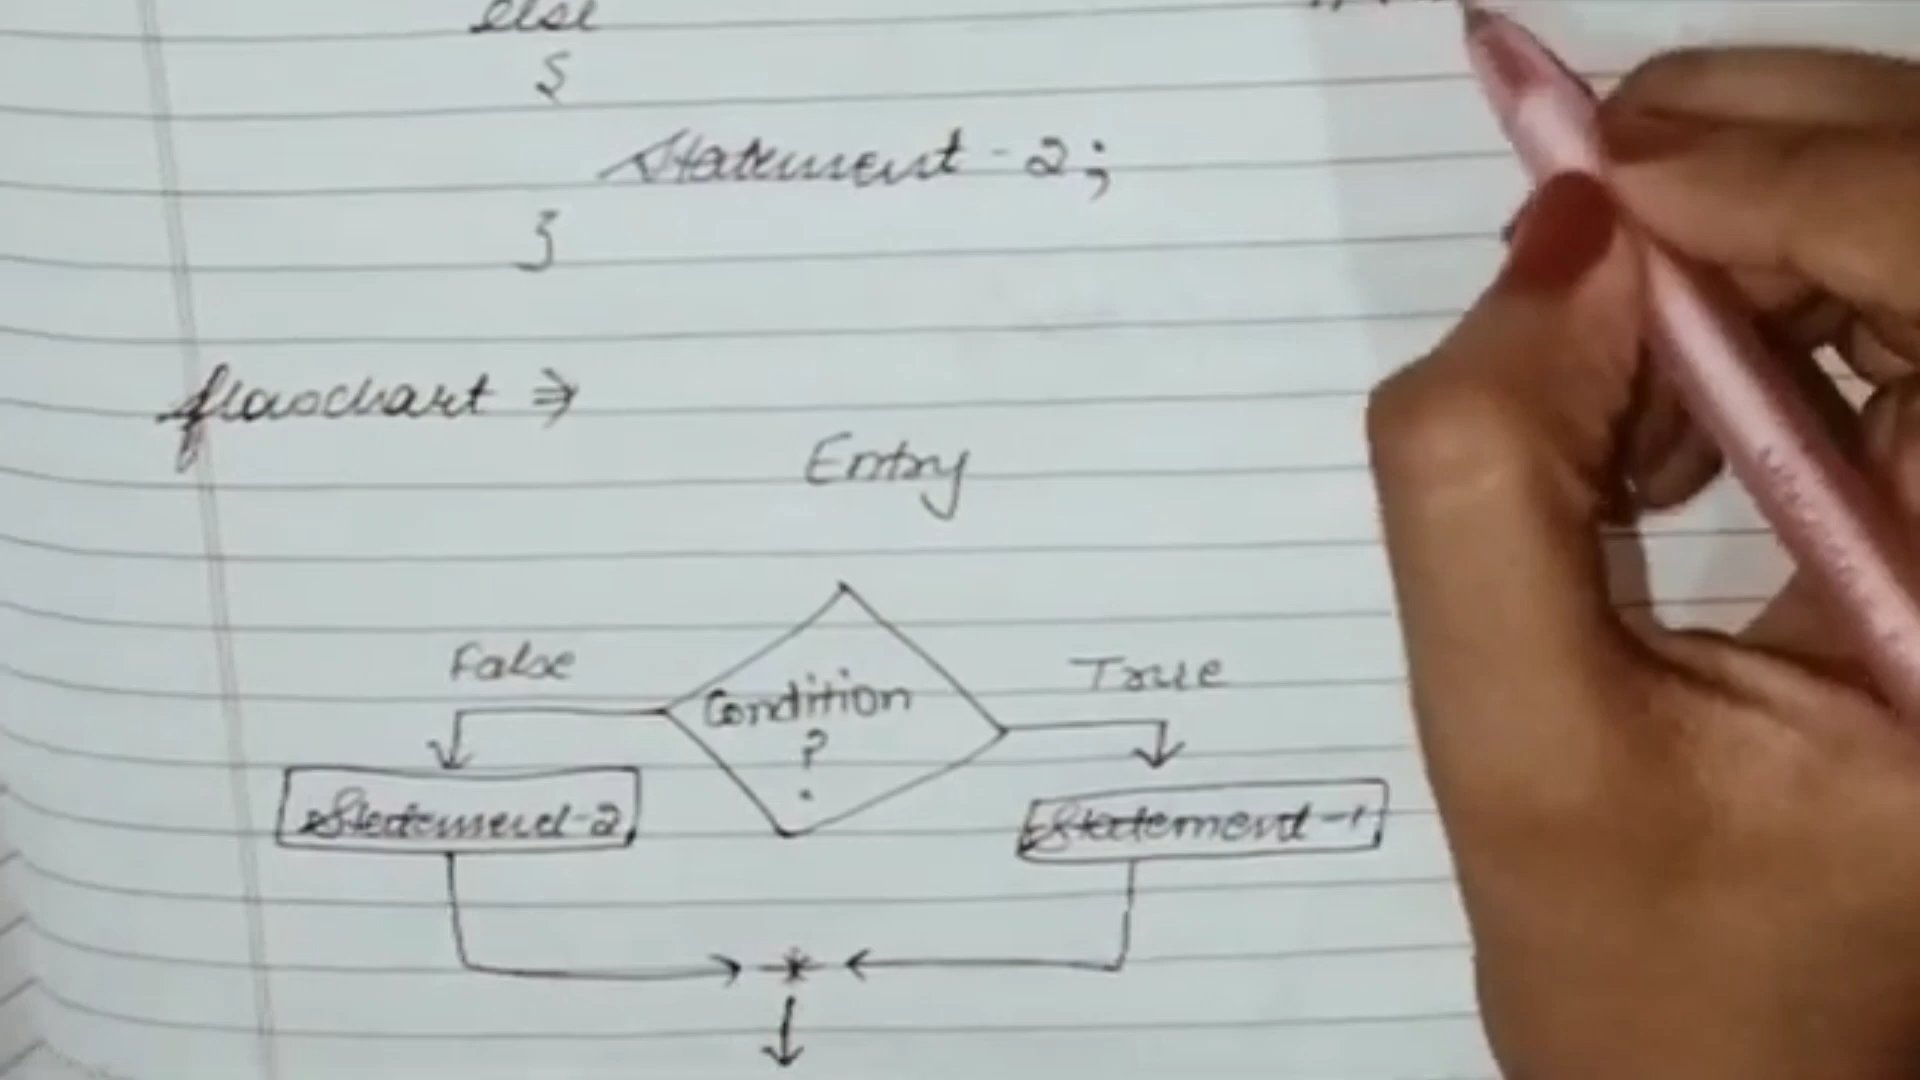 else
{
Statement - 2;
}
flowchart ⇒
Entry
False
True
Condition
?
Statement-2
Statement-1